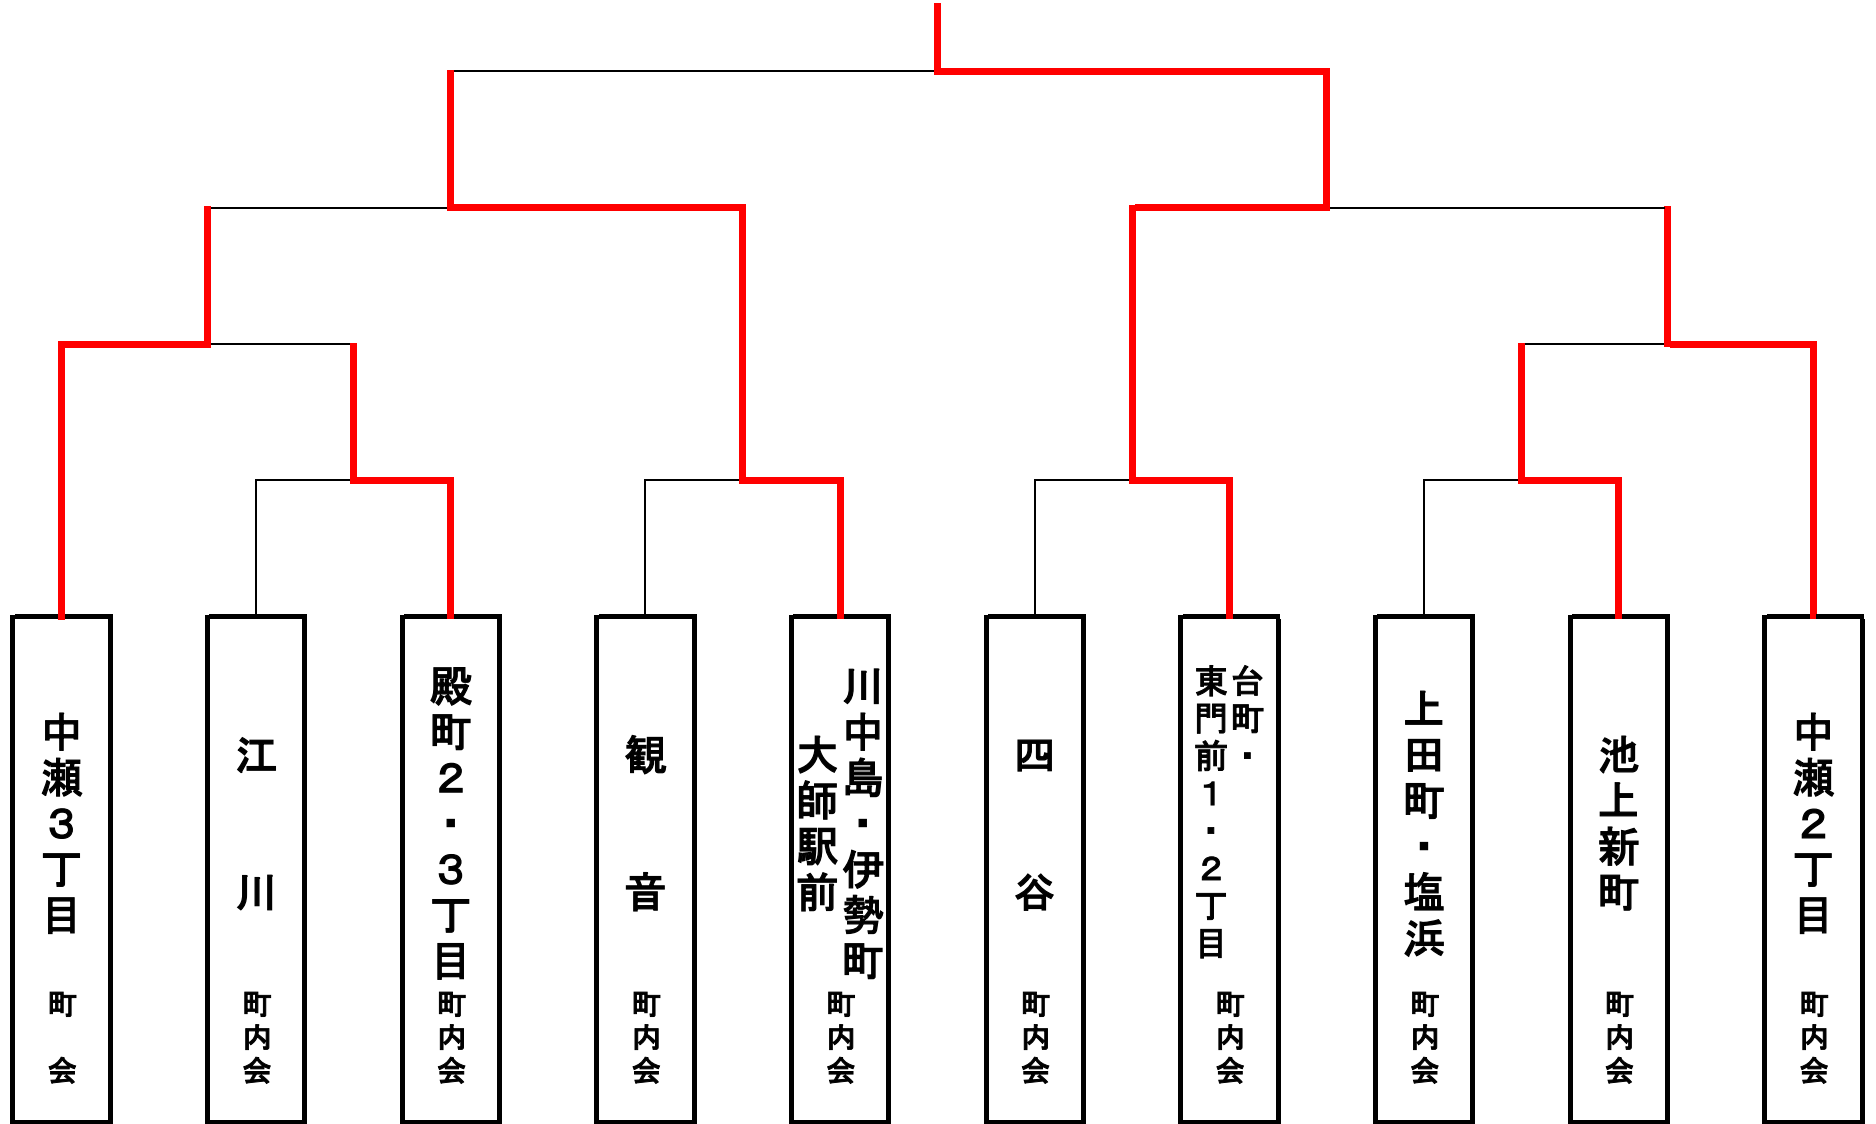 中瀬３丁目　町　会
江　川　町内会
殿町２・３丁目町内会
観　音　町内会
川中島・伊勢町
大師駅前　町内会
四　谷　町内会
台町・
東門前１・２丁目　町内会
上田町・塩浜　町内会
池上新町　町内会
中瀬２丁目　町内会